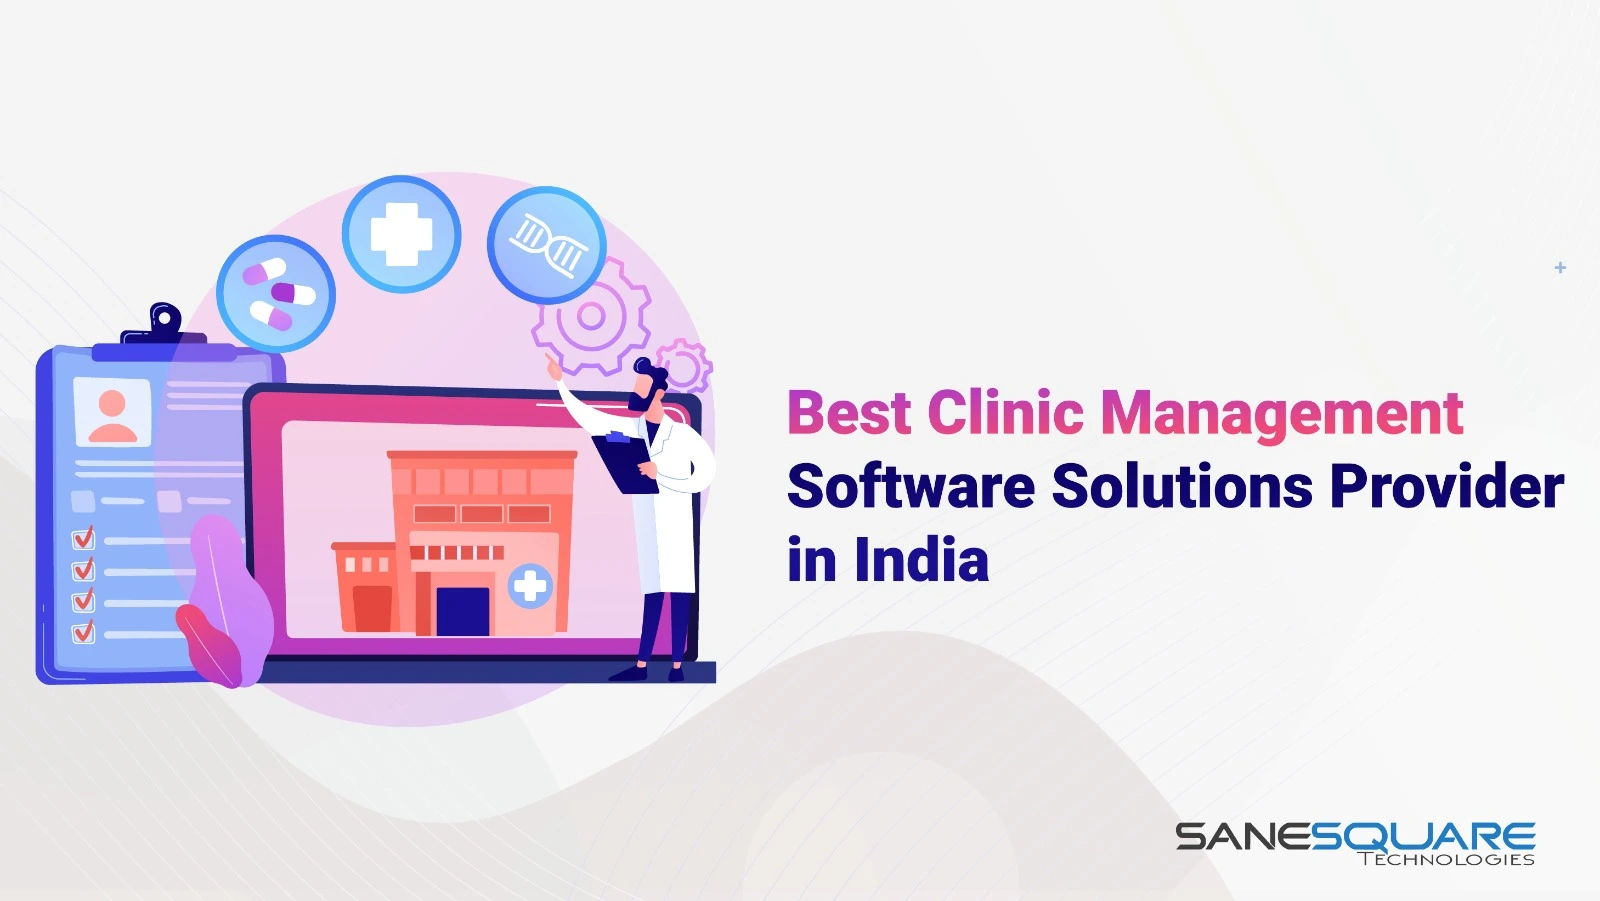 Best Clinic Management
Software Solutions Provider
in India
SANESQUARE
TECHNOLOGIES